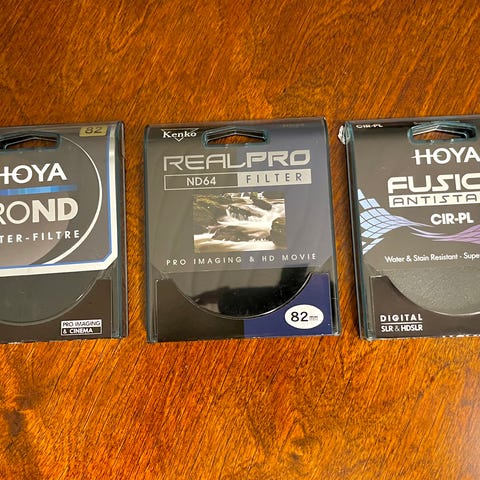 82
HOYA
ROND
TER-FILTRE
PRO IMAGING
& CINEMA
Kenko
REALPRO
ND64 FILTER
PRO IMAGING & HD MOVIE
82mm
CIR-PL
HOYA
FUSIO
ANTISTA
CIR-PL
Water & Stain Resistant - Supe
DIGITAL
SLR & HDSLR